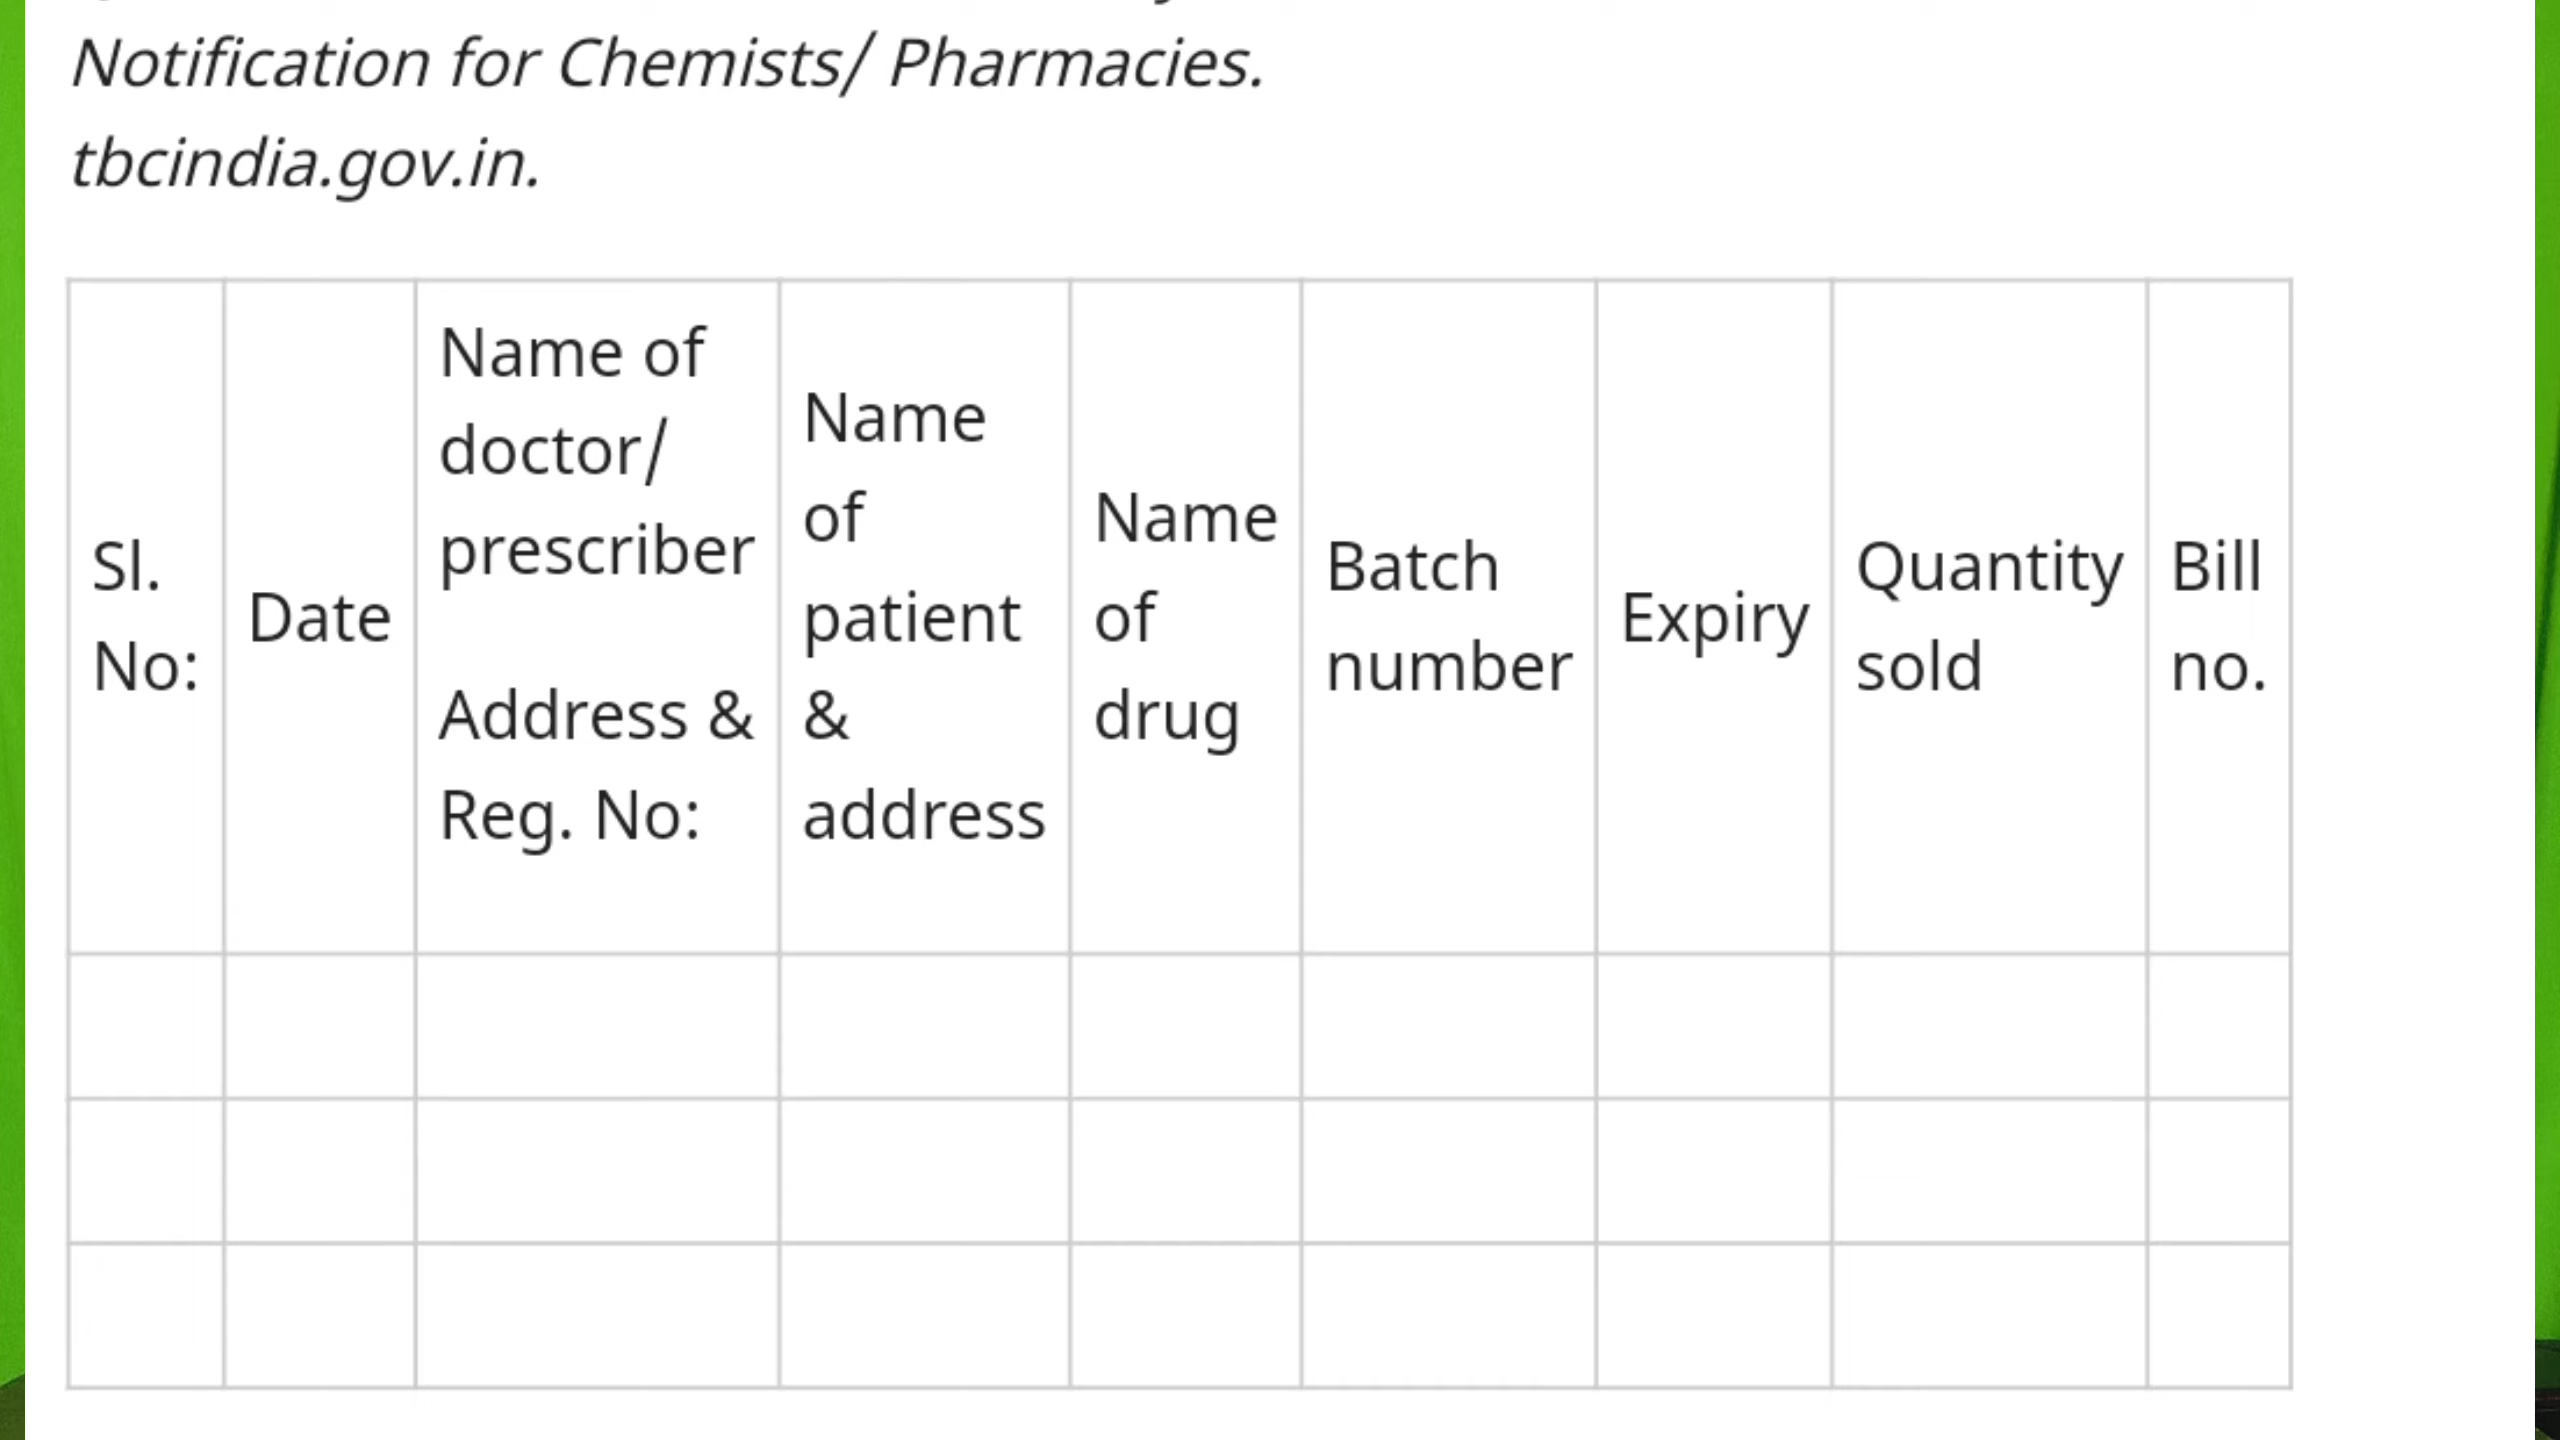 Notification for Chemists/ Pharmacies.
tbcindia.gov.in.
Sl.
No:
Date
Name of
doctor/
prescriber
Address &
Reg. No:
Name
of
patient
&
address
Name
of
drug
Batch
number
Expiry
Quantity
sold
Bill
no.